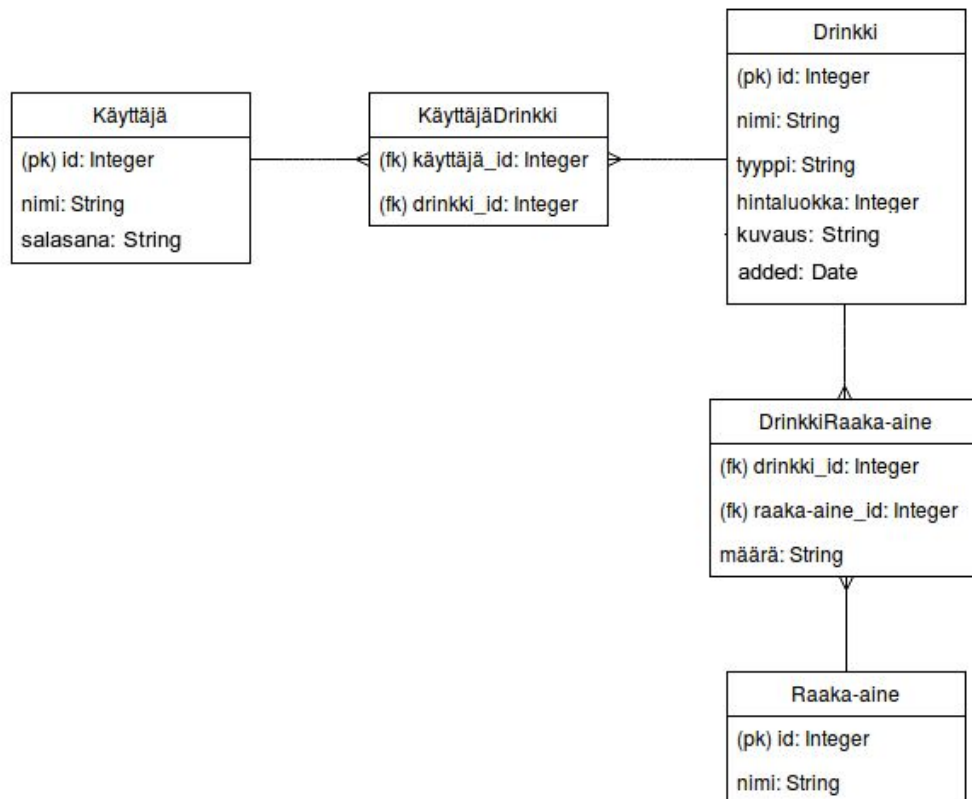 Käyttäjä
(pk) id: Integer
nimi: String
salasana: String
KäyttäjäDrinkki
(fk) käyttäjä_id: Integer
(fk) drinkki_id: Integer
Drinkki
(pk) id: Integer
nimi: String
tyyppi: String
hintaluokka: Integer
kuvaus: String
added: Date
DrinkkiRaaka-aine
(fk) drinkki_id: Integer
(fk) raaka-aine_id: Integer
määrä: String
Raaka-aine
(pk) id: Integer
nimi: String